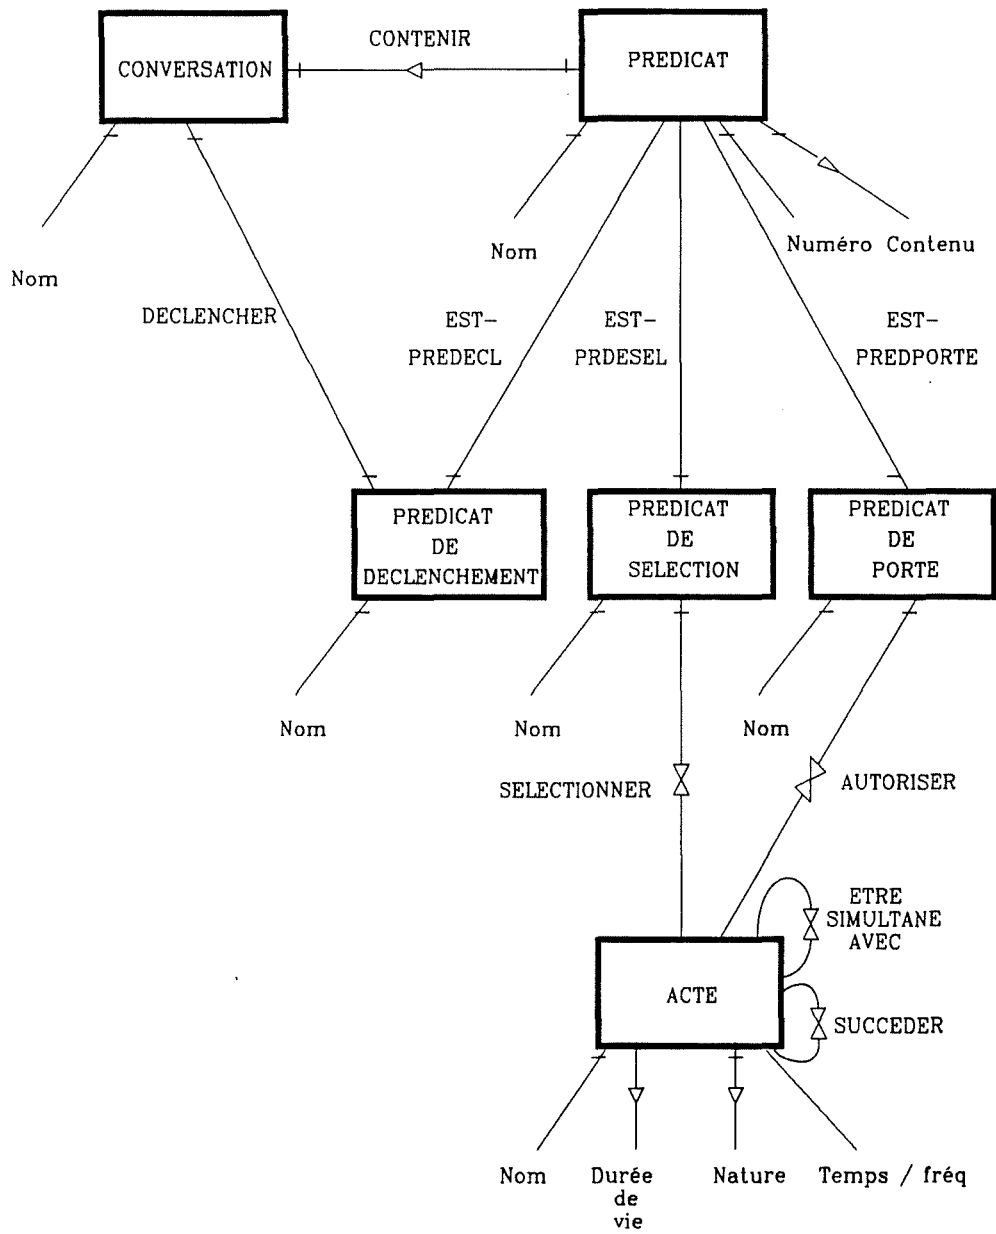 CONTENIR
CONVERSATION
PREDICAT
Nom
Nom
Numéro Contenu
DECLENCHER
EST-
PREDECL
EST-
PRDESEL
EST-
PREDPORTE
PREDICAT
DE
DECLENCHEMENT
PREDICAT
DE
SELECTION
PREDICAT
DE
PORTE
Nom
Nom
Nom
SELECTIONNER
AUTORISER
ETRE
SIMULTANE
AVEC
ACTE
SUCCEDER
Nom
Durée
de
vie
Nature
Temps / fréq